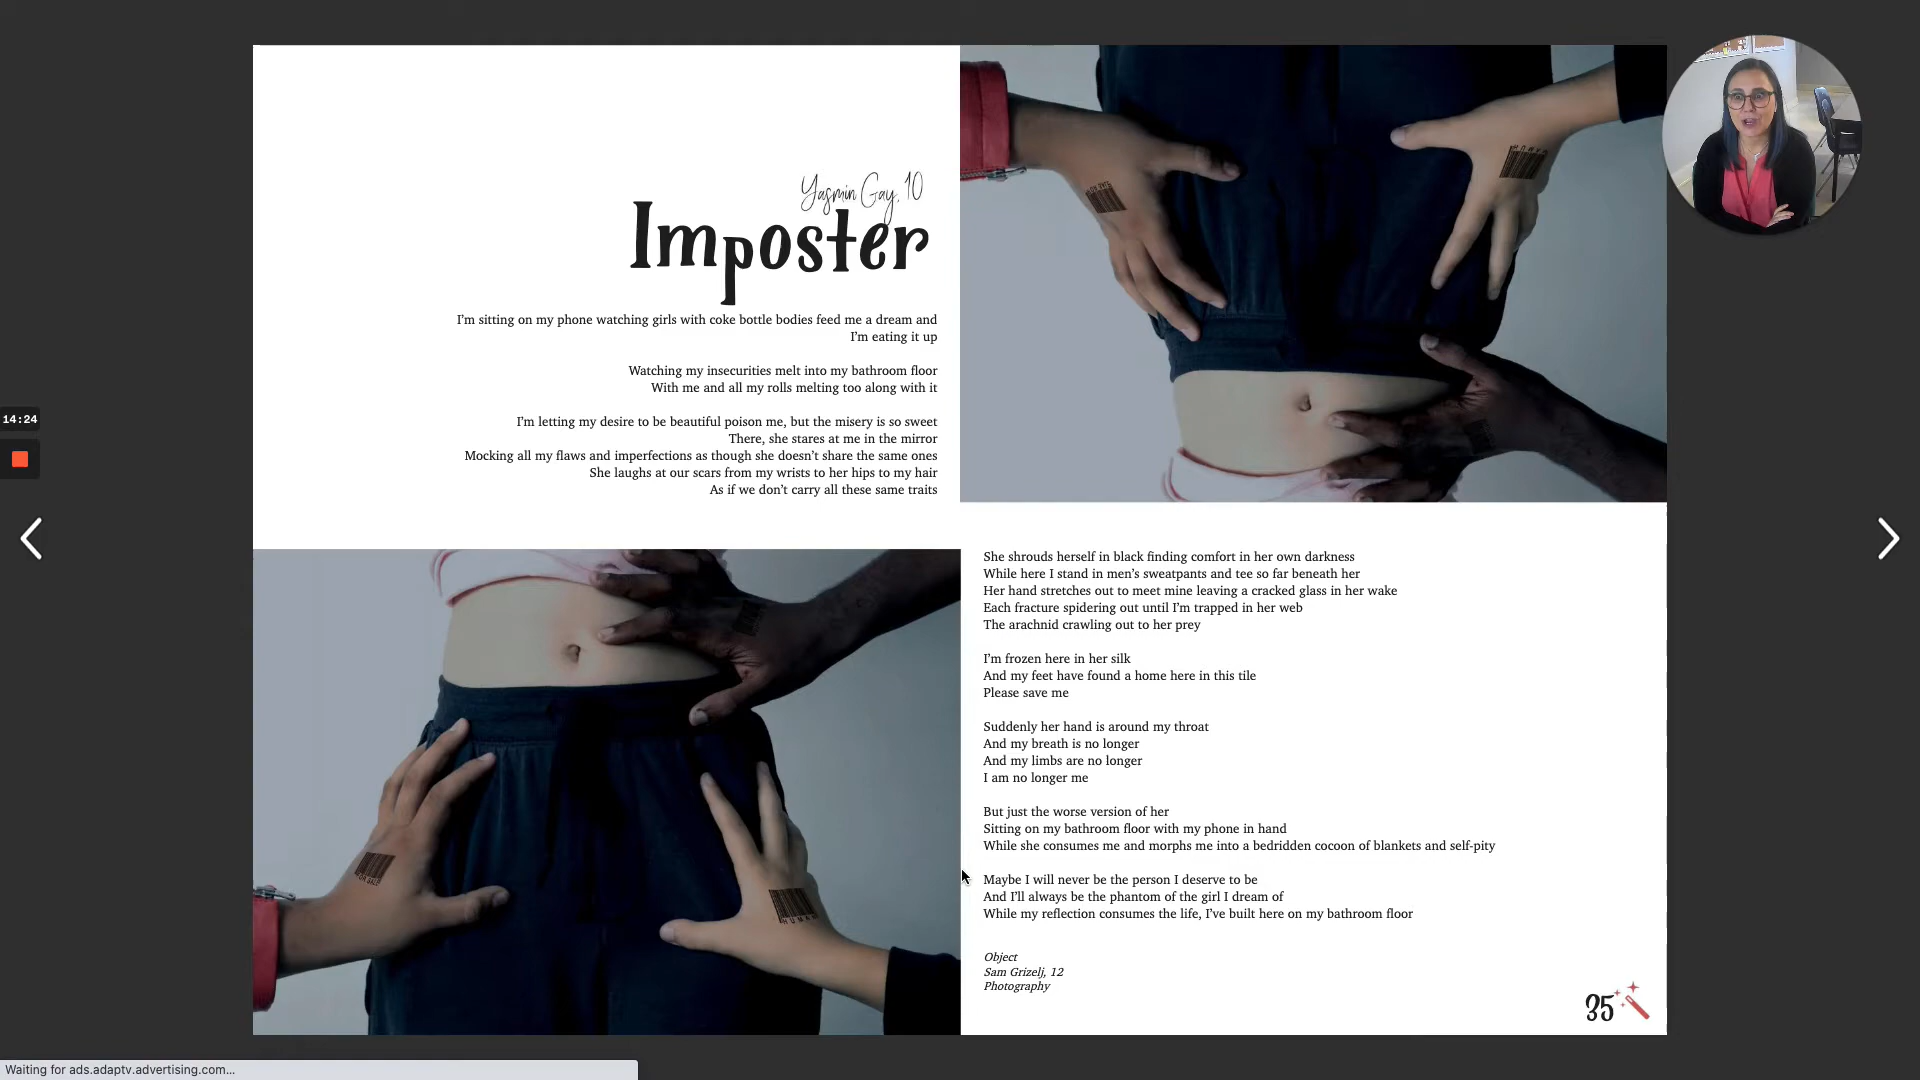 Yasmin Gay, 10
Imposter
I’m sitting on my phone watching girls with coke bottle bodies feed me a dream and
I’m eating it up
Watching my insecurities melt into my bathroom floor
With me and all my rolls melting too along with it
I’m letting my desire to be beautiful poison me, but the misery is so sweet
There, she stares at me in the mirror
Mocking all my flaws and imperfections as though she doesn’t share the same ones
She laughs at our scars from my wrists to her hips to my hair
As if we don’t carry all these same traits
14:24
She shrouds herself in black finding comfort in her own darkness
While here I stand in men’s sweatpants and tee so far beneath her
Her hand stretches out to meet mine leaving a cracked glass in her wake
Each fracture spidering out until I’m trapped in her web
The arachnid crawling out to her prey
I’m frozen here in her silk
And my feet have found a home here in this tile
Please save me
Suddenly her hand is around my throat
And my breath is no longer
And my limbs are no longer
I am no longer me
But just the worse version of her
Sitting on my bathroom floor with my phone in hand
While she consumes me and morphs me into a bedridden cocoon of blankets and self-pity
Maybe I will never be the person I deserve to be
And I’ll always be the phantom of the girl I dream of
While my reflection consumes the life, I’ve built here on my bathroom floor
Object
Sam Grizelj, 12
Photography
35
FOR SALE
HUMAN
Waiting for ads.adaptv.advertising.com...